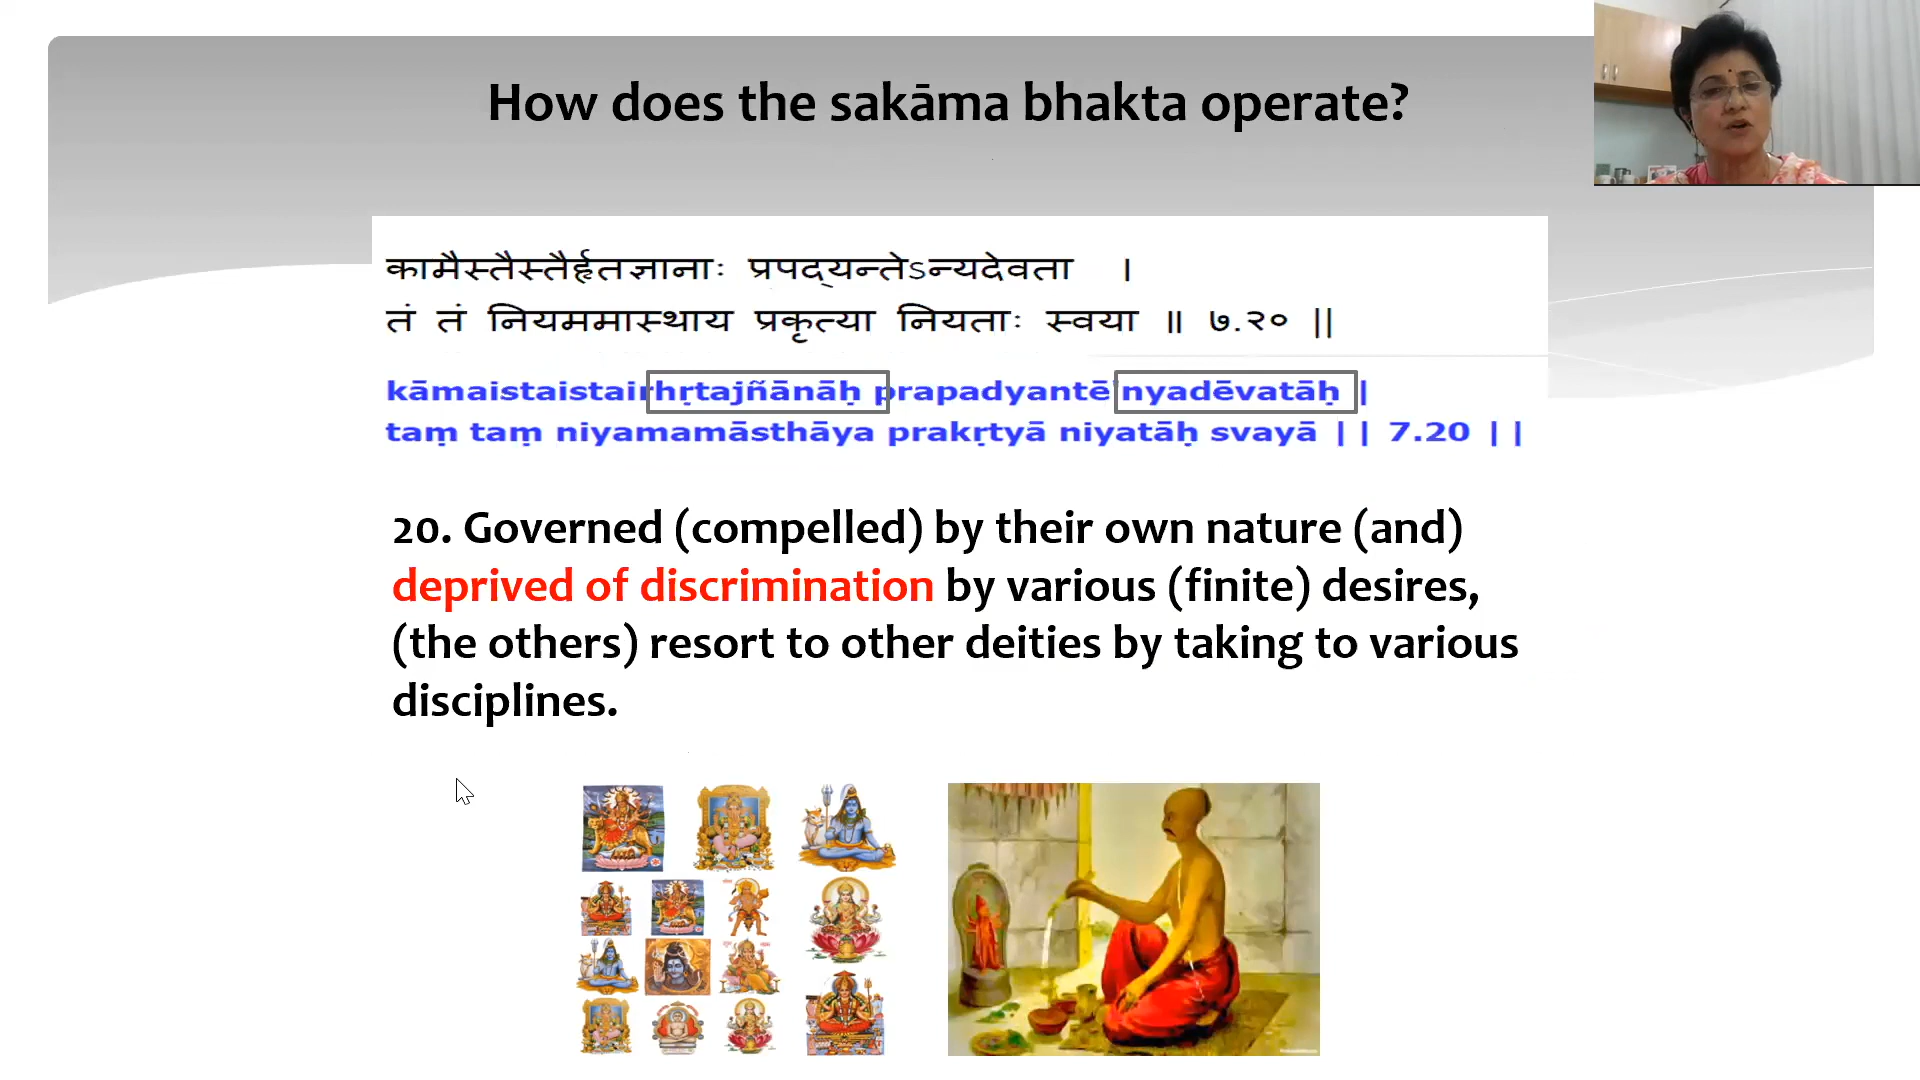 How does the sakāma bhakta operate?
कामैस्तैस्तैर्हृतज्ञानाः प्रपद्यन्तेऽन्यदेवता ।
तं तं नियममास्थाय प्रकृत्या नियताः स्वया ॥ ७.२० ||
kāmaistaistairhṛtajñānāḥ prapadyantē'nyadēvatāḥ |
taṃ taṃ niyamamāsthāya prakṛtyā niyatāḥ svayā || 7.20 ||
20. Governed (compelled) by their own nature (and)
deprived of discrimination by various (finite) desires,
(the others) resort to other deities by taking to various
disciplines.